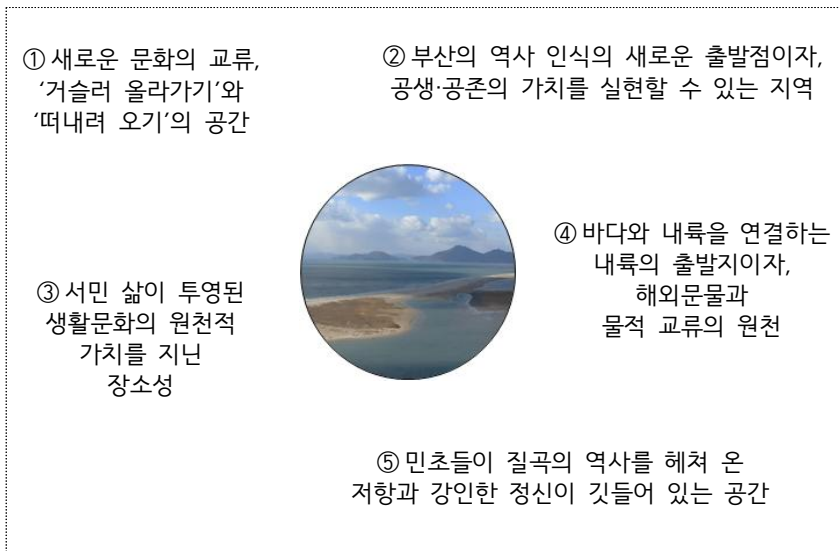 ① 새로운 문화의 교류,
‘거슬러 올라가기’와
‘떠내려 오기’의 공간
② 부산의 역사 인식의 새로운 출발점이자,
공생·공존의 가치를 실현할 수 있는 지역
③ 서민 삶이 투영된
생활문화의 원천적
가치를 지닌
장소성
④ 바다와 내륙을 연결하는
내륙의 출발지이자,
해외문물과
물적 교류의 원천
⑤ 민초들이 질곡의 역사를 헤쳐 온
저항과 강인한 정신이 깃들어 있는 공간